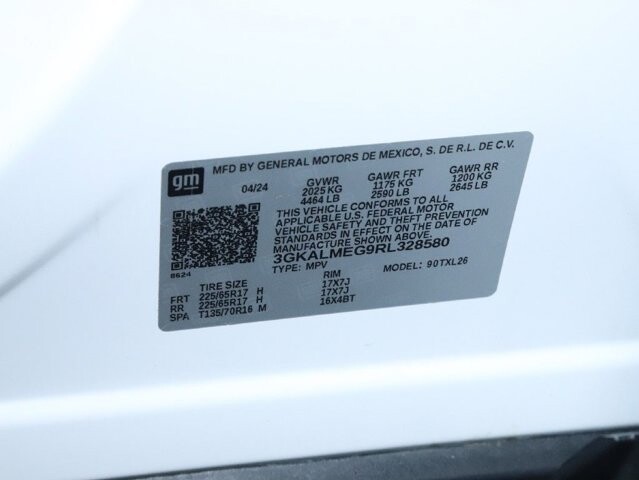 gm
MFD BY GENERAL MOTORS DE MEXICO, S. DE R.L. DE C.V.
04/24 GVWR GAWR FRT GAWR RR
2025 KG 1175 KG 1200 KG
4464 LB 2590 LB 2645 LB
THIS VEHICLE CONFORMS TO ALL
APPLICABLE U.S. FEDERAL MOTOR
VEHICLE SAFETY AND THEFT PREVENTION
STANDARDS IN EFFECT ON THE DATE OF
MANUFACTURE SHOWN ABOVE.
3GKALMEG9RL328580
8624 TYPE: MPV MODEL: 90TXL26
TIRE SIZE RIM
FRT 225/65R17 H 17X7J
RR 225/65R17 H 17X7J
SPA T135/70R16 M 16X4BT